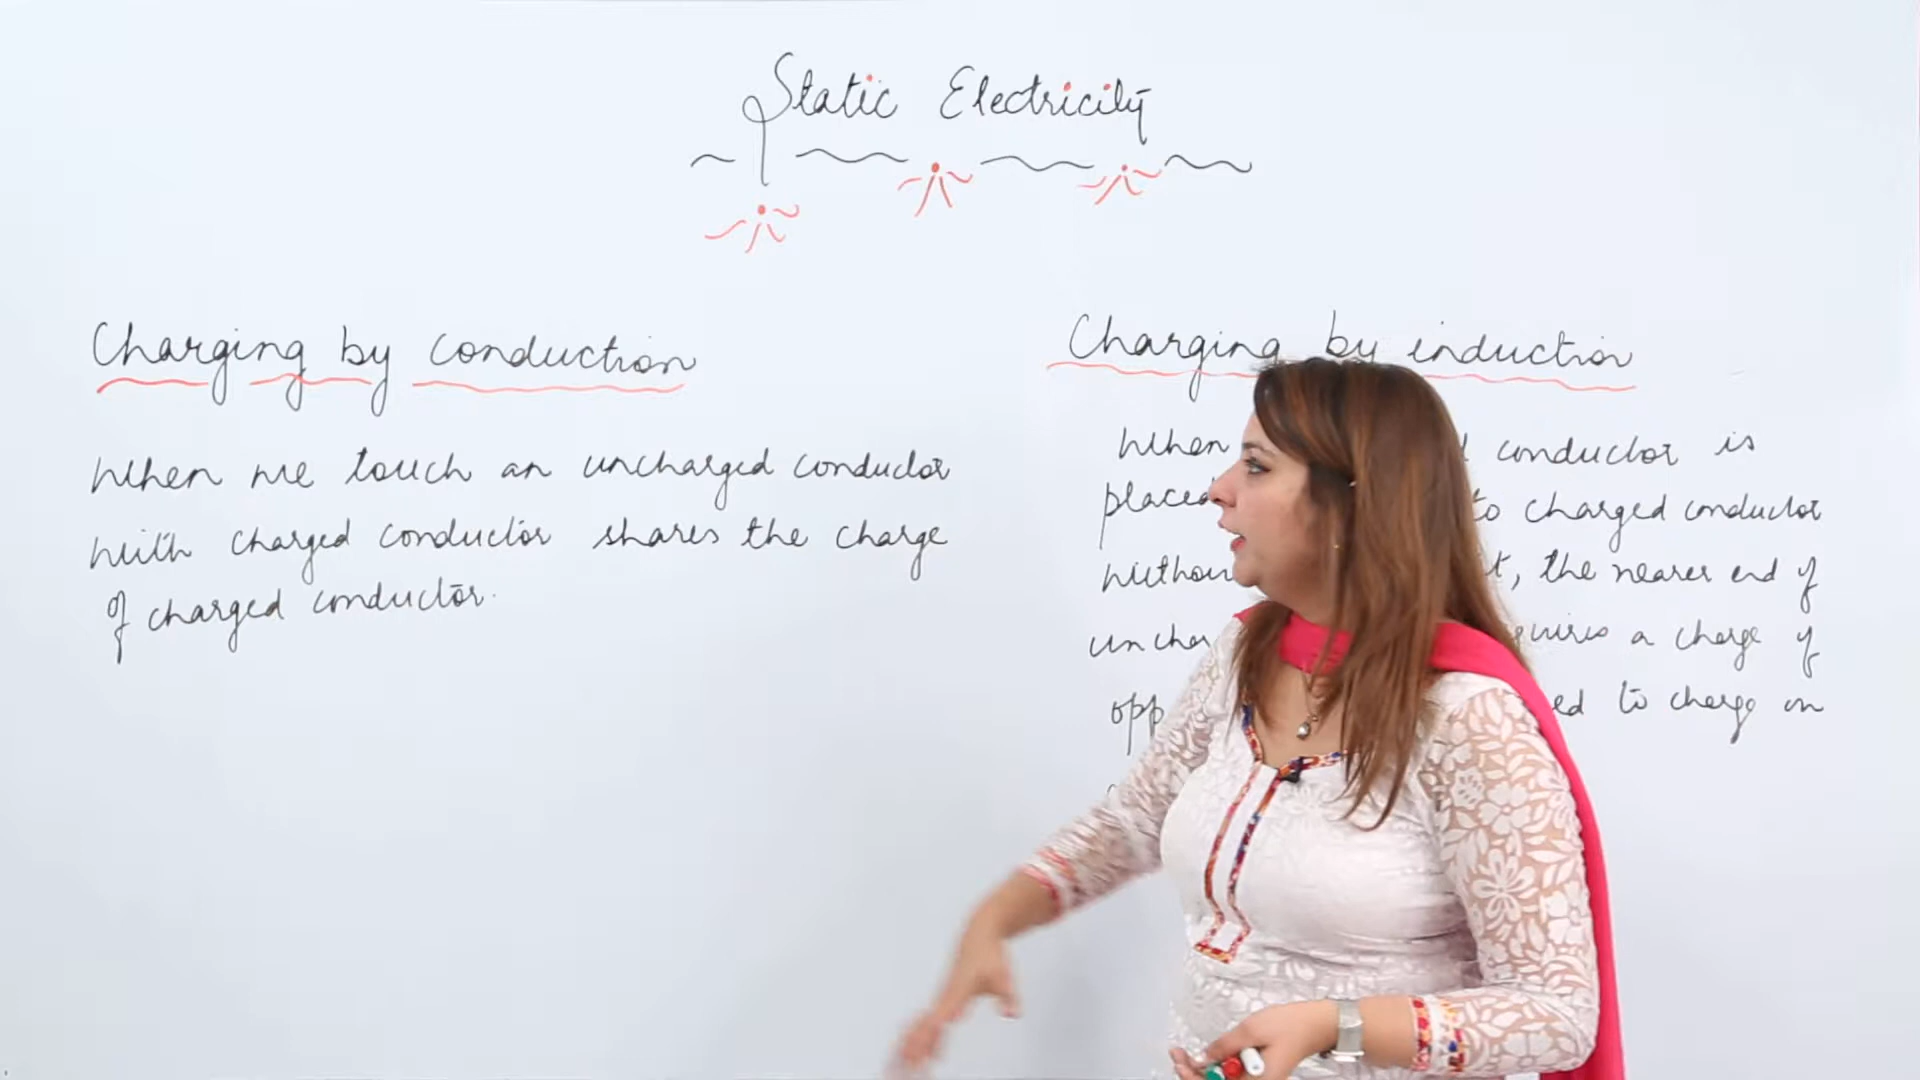 Static Electricity
Charging by conduction
When we touch an uncharged conductor
with charged conductor shares the charge
of charged conductor.
Charging by induction
When conductor is
placed to charged conductor
, the nearer end of
a charge of
to charge on